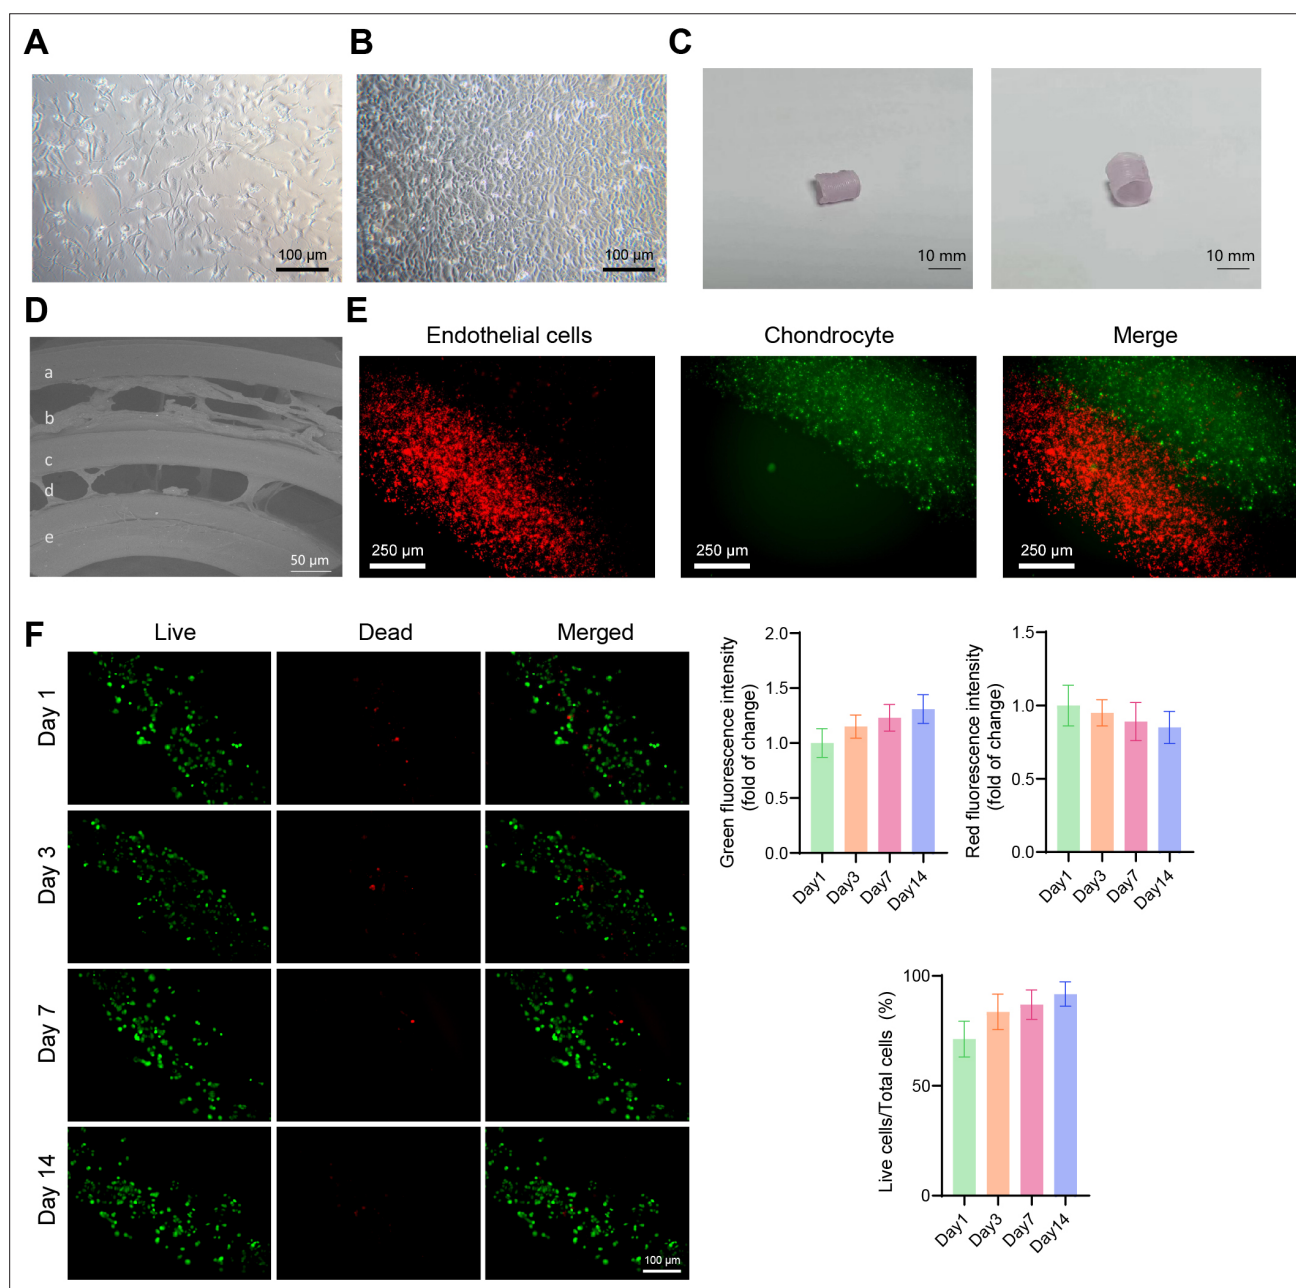 A
B
C
100 µm
100 µm
10 mm
10 mm
D
a
b
c
d
e
50 µm
E
Endothelial cells
Chondrocyte
Merge
250 µm
250 µm
250 µm
F
Live
Dead
Merged
Day 1
Day 3
Day 7
Day 14
100 µm
Green fluorescence intensity
(fold of change)
2.0
1.5
1.0
0.5
0.0
Day1
Day3
Day7
Day14
Red fluorescence intensity
(fold of change)
1.5
1.0
0.5
0.0
Day1
Day3
Day7
Day14
Live cells/Total cells (%)
100
50
0
Day1
Day3
Day7
Day14